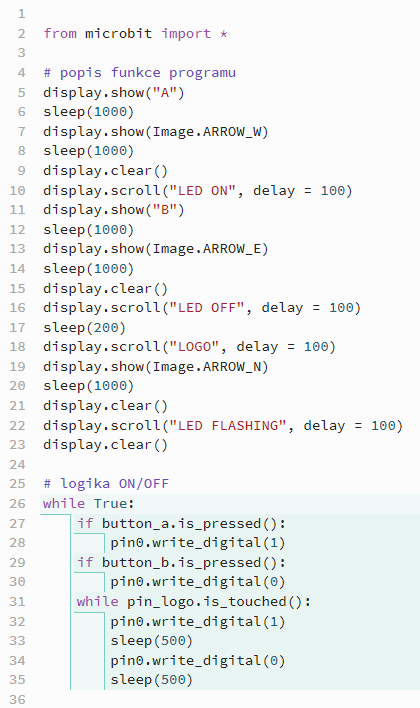 1
2 from microbit import *
3
4 # popis funkce programu
5 display.show("A")
6 sleep(1000)
7 display.show(Image.ARROW_W)
8 sleep(1000)
9 display.clear()
10 display.scroll("LED ON", delay = 100)
11 display.show("B")
12 sleep(1000)
13 display.show(Image.ARROW_E)
14 sleep(1000)
15 display.clear()
16 display.scroll("LED OFF", delay = 100)
17 sleep(200)
18 display.scroll("LOGO", delay = 100)
19 display.show(Image.ARROW_N)
20 sleep(1000)
21 display.clear()
22 display.scroll("LED FLASHING", delay = 100)
23 display.clear()
24
25 # logika ON/OFF
26 while True:
27     if button_a.is_pressed():
28         pin0.write_digital(1)
29     if button_b.is_pressed():
30         pin0.write_digital(0)
31     while pin_logo.is_touched():
32         pin0.write_digital(1)
33         sleep(500)
34         pin0.write_digital(0)
35         sleep(500)
36